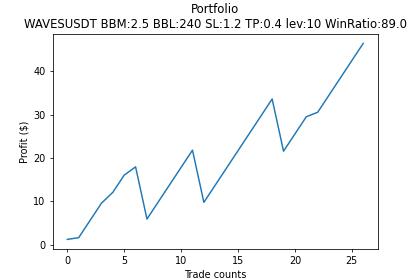 Portfolio
WAVESUSDT BBM:2.5 BBL:240 SL:1.2 TP:0.4 lev:10 WinRatio:89.0
40
30
20
10
0
Profit ($)
0 5 10 15 20 25
Trade counts